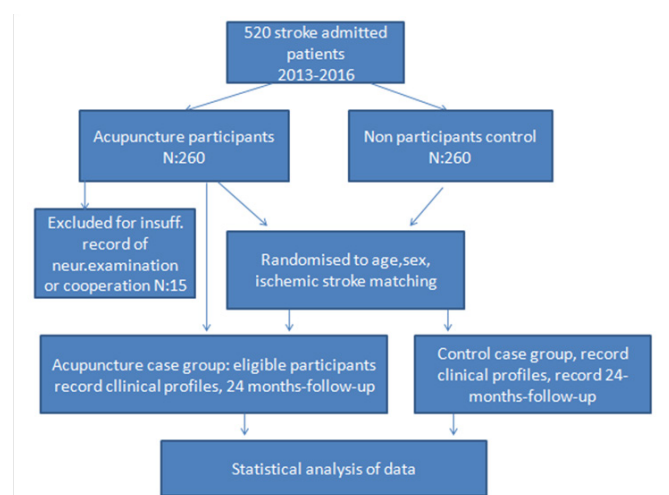 520 stroke admitted
patients
2013-2016
Acupuncture participants
N:260
Non participants control
N:260
Excluded for insuff.
record of
neur.examination
or cooperation N:15
Randomised to age,sex,
ischemic stroke matching
Acupuncture case group: eligible participants
record cllinical profiles, 24 months-follow-up
Control case group, record
clinical profiles, record 24-
months-follow-up
Statistical analysis of data